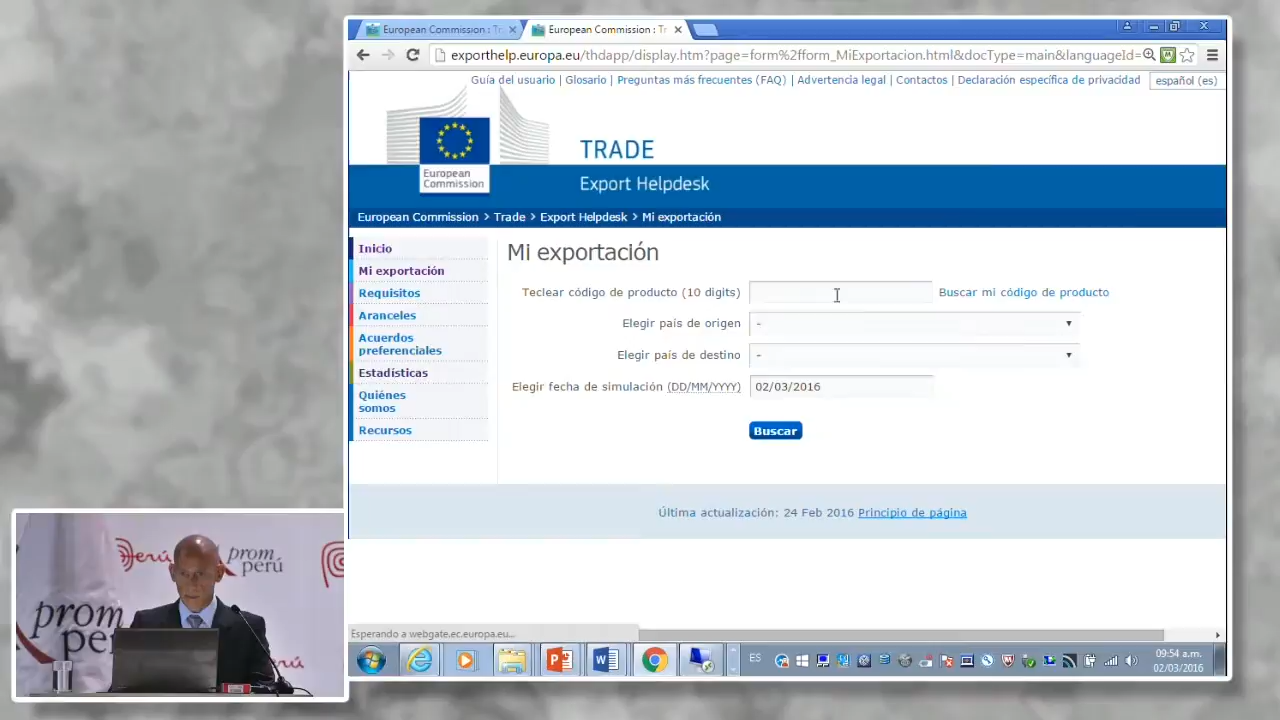 European Commission : Tr
European Commission : Tr
exporthelp.europa.eu/thdapp/display.htm?page=form%2fform_MiExportacion.html&docType=main&languageId=
Guía del usuario | Glosario | Preguntas más frecuentes (FAQ) | Advertencia legal | Contactos | Declaración específica de privacidad
español (es)
European
Commission
TRADE
Export Helpdesk
European Commission > Trade > Export Helpdesk > Mi exportación
Inicio
Mi exportación
Requisitos
Aranceles
Acuerdos
preferenciales
Estadísticas
Quiénes
somos
Recursos
Mi exportación
Teclear código de producto (10 digits)
Buscar mi código de producto
Elegir país de origen
-
Elegir país de destino
-
Elegir fecha de simulación (DD/MM/YYYY)
02/03/2016
Buscar
Última actualización: 24 Feb 2016 Principio de página
Esperando a webgate.ec.europa.eu...
ES
09:54 a.m.
02/03/2016
Perú
prom
perú
prom